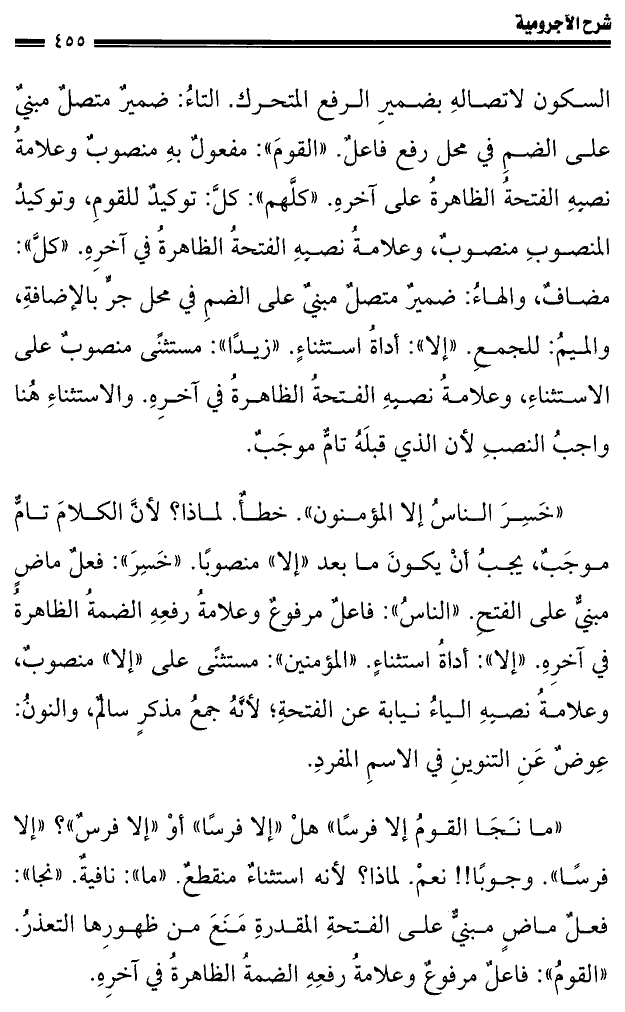 شرح الآجرومية
٤٥٥
السكون لاتصالهِ بضميرِ الرفع المتحرك. التاءُ: ضميرٌ متصلٌ مبنيٌّ
على الضم في محل رفع فاعلٌ. «القومَ»: مفعولٌ بهِ منصوبٌ وعلامةُ
نصبِهِ الفتحةُ الظاهرةُ على آخرهِ. «كلَّهم»: كلَّ: توكيدٌ للقومِ، وتوكيدُ
المنصوبِ منصوبٌ، وعلامةُ نصبِهِ الفتحةُ الظاهرةُ في آخرِهِ. «كلَّ»:
مضافٌ، والهاءُ: ضميرٌ متصلٌ مبنيٌّ على الضم في محل جرٍّ بالإضافةِ،
والميمُ: للجمعِ. «إلا»: أداةُ استثناءٍ. «زيدًا»: مستثنًى منصوبٌ على
الاستثناءِ، وعلامةُ نصبِهِ الفتحةُ الظاهرةُ في آخرِهِ. والاستثناءِ هُنا
واجبُ النصبِ لأن الذي قبلَهُ تامٌّ موجَبٌ.
«خَسِرَ الناسُ إلا المؤمنون». خطأٌ. لماذا؟ لأنَّ الكلامَ تامٌّ
موجَبٌ، يجبُ أنْ يكونَ ما بعد «إلا» منصوبًا. «خَسِرَ»: فعلٌ ماضٍ
مبنيٌّ على الفتحِ. «الناسُ»: فاعلٌ مرفوعٌ وعلامةُ رفعِهِ الضمةُ الظاهرةُ
في آخرِهِ. «إلا»: أداةُ استثناءٍ. «المؤمنين»: مستثنًى على «إلا» منصوبٌ،
وعلامةُ نصبِهِ الياءُ نيابة عن الفتحةِ؛ لأنَّهُ جمعُ مذكرٍ سالمٌ، والنونُ:
عِوضٌ عَنِ التنوينِ في الاسمِ المفردِ.
«ما نَجَا القومُ إلا فرسًا» هلْ «إلا فرسًا» أوْ «إلا فرسٌ»؟ «إلا
فرسًا». وجوبًا!! نعمْ. لماذا؟ لأنه استثناءٌ منقطعٌ. «ما»: نافيةٌ. «نجا»:
فعلٌ ماضٍ مبنيٌّ على الفتحةِ المقدرةِ مَنَعَ من ظهورِها التعذرُ.
«القومُ»: فاعلٌ مرفوعٌ وعلامةُ رفعِهِ الضمةُ الظاهرةُ في آخرِهِ.